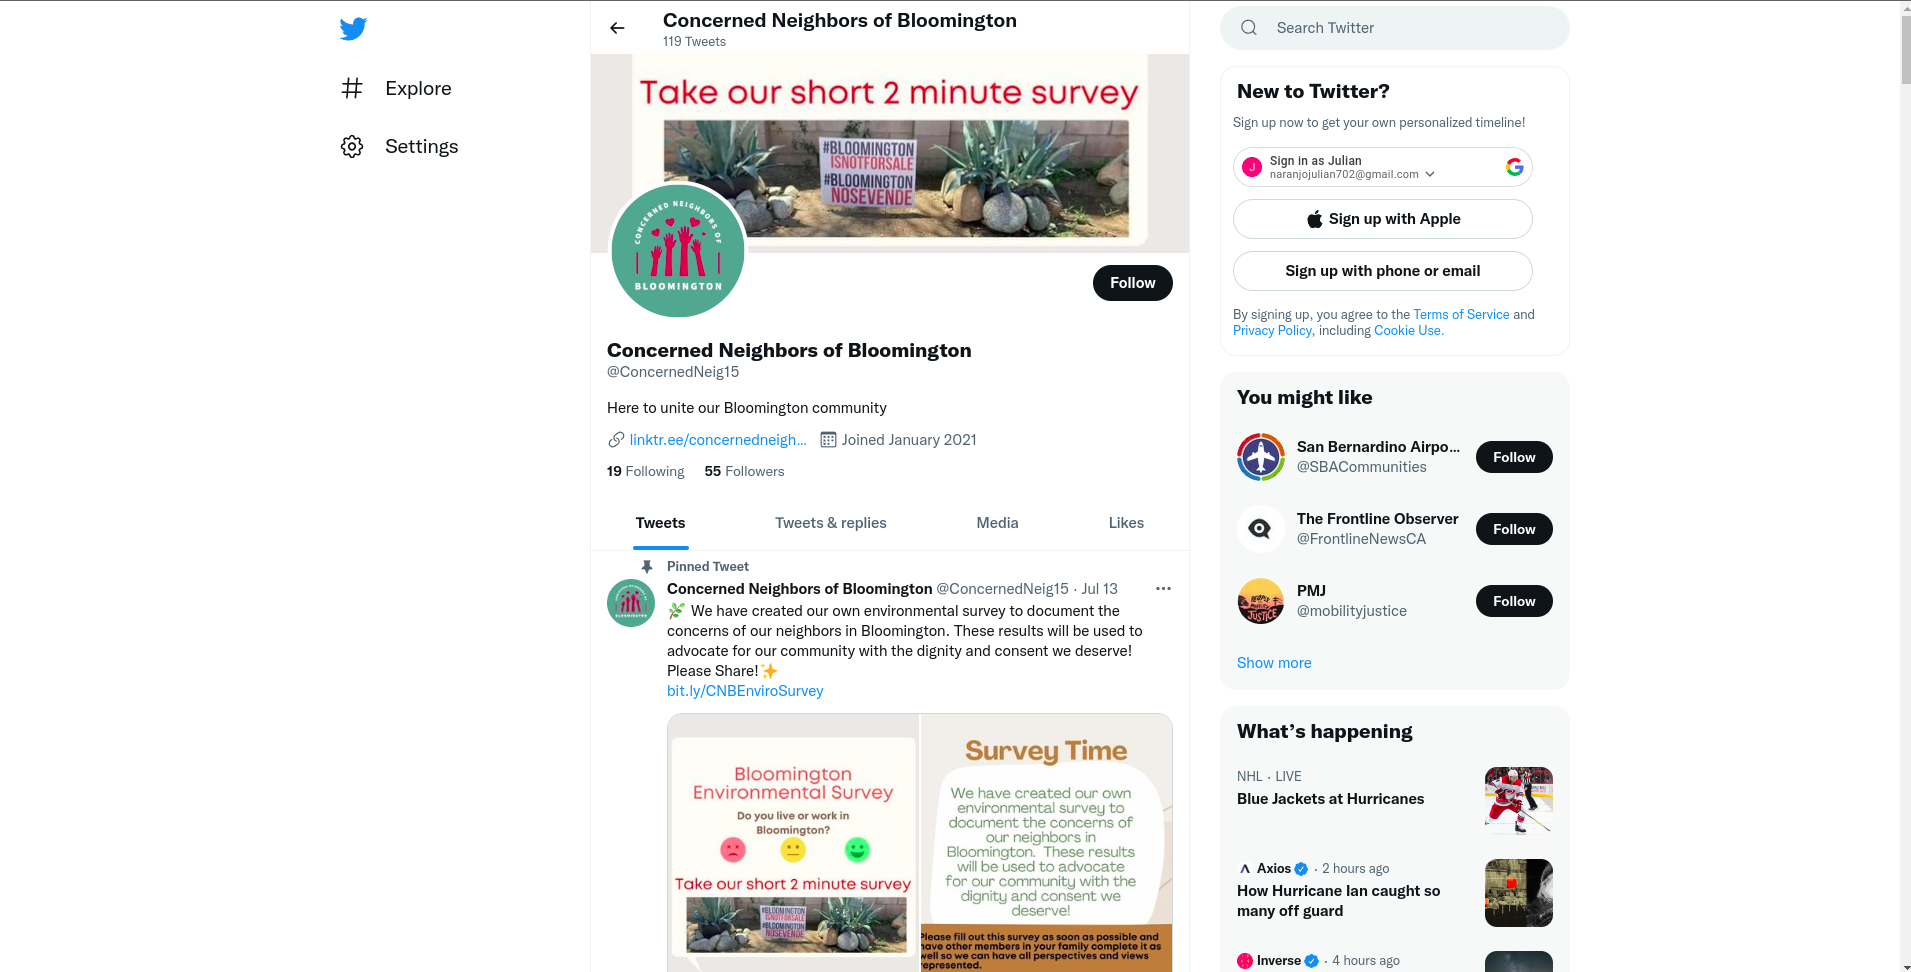 Explore
Settings
Concerned Neighbors of Bloomington
119 Tweets
Take our short 2 minute survey
#BLOOMINGTON
ISNOTFORSALE
#BLOOMINGTON
NOSEVENDE
CONCERNED NEIGHBORS OF
BLOOMINGTON
Follow
Concerned Neighbors of Bloomington
@ConcernedNeig15
Here to unite our Bloomington community
linktr.ee/concernedneigh... Joined January 2021
19 Following 55 Followers
Tweets Tweets & replies Media Likes
Pinned Tweet
Concerned Neighbors of Bloomington @ConcernedNeig15 · Jul 13
🌿 We have created our own environmental survey to document the
concerns of our neighbors in Bloomington. These results will be used to
advocate for our community with the dignity and consent we deserve!
Please Share!✨
bit.ly/CNBEnviroSurvey
Bloomington
Environmental Survey
Do you live or work in
Bloomington?
Take our short 2 minute survey
#BLOOMINGTON
ISNOTFORSALE
#BLOOMINGTON
NOSEVENDE
Survey Time
We have created our own
environmental survey to
document the concerns of
our neighbors in
Bloomington. These results
will be used to advocate
for our community with the
dignity and consent we
deserve!
Please fill out this survey as soon as possible and
have other members in your family complete it as
well so we can have all perspectives and views
represented.
Search Twitter
New to Twitter?
Sign up now to get your own personalized timeline!
J
Sign in as Julian
naranjojulian702@gmail.com
Sign up with Apple
Sign up with phone or email
By signing up, you agree to the Terms of Service and
Privacy Policy, including Cookie Use.
You might like
San Bernardino Airpo...
@SBACommunities
Follow
The Frontline Observer
@FrontlineNewsCA
Follow
PEOPLE
MOBILITY
JUSTICE
PMJ
@mobilityjustice
Follow
Show more
What's happening
NHL · LIVE
Blue Jackets at Hurricanes
Axios · 2 hours ago
How Hurricane Ian caught so
many off guard
Inverse · 4 hours ago